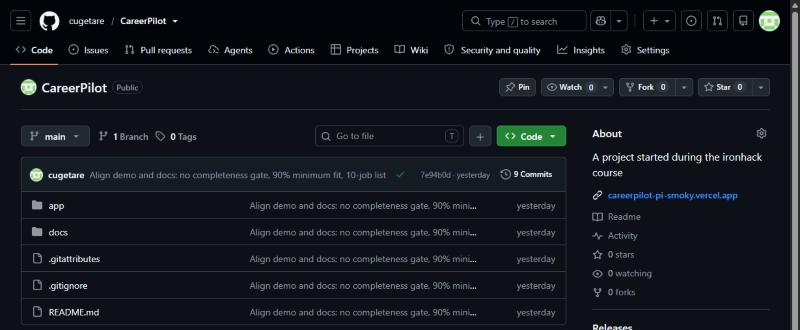 cugetare / CareerPilot
Type / to search
Code Issues Pull requests Agents Actions Projects Wiki Security and quality Insights Settings
CareerPilot Public
Pin Watch 0 Fork 0 Star 0
main 1 Branch 0 Tags
Go to file T
Code
cugetare Align demo and docs: no completeness gate, 90% minimum fit, 10-job list 7e94b0d · yesterday 9 Commits
app Align demo and docs: no completeness gate, 90% mini... yesterday
docs Align demo and docs: no completeness gate, 90% mini... yesterday
.gitattributes Align demo and docs: no completeness gate, 90% mini... yesterday
.gitignore Align demo and docs: no completeness gate, 90% mini... yesterday
README.md Align demo and docs: no completeness gate, 90% mini... yesterday
About
A project started during the ironhack
course
careerpilot-pi-smoky.vercel.app
Readme
Activity
0 stars
0 watching
0 forks
Releases